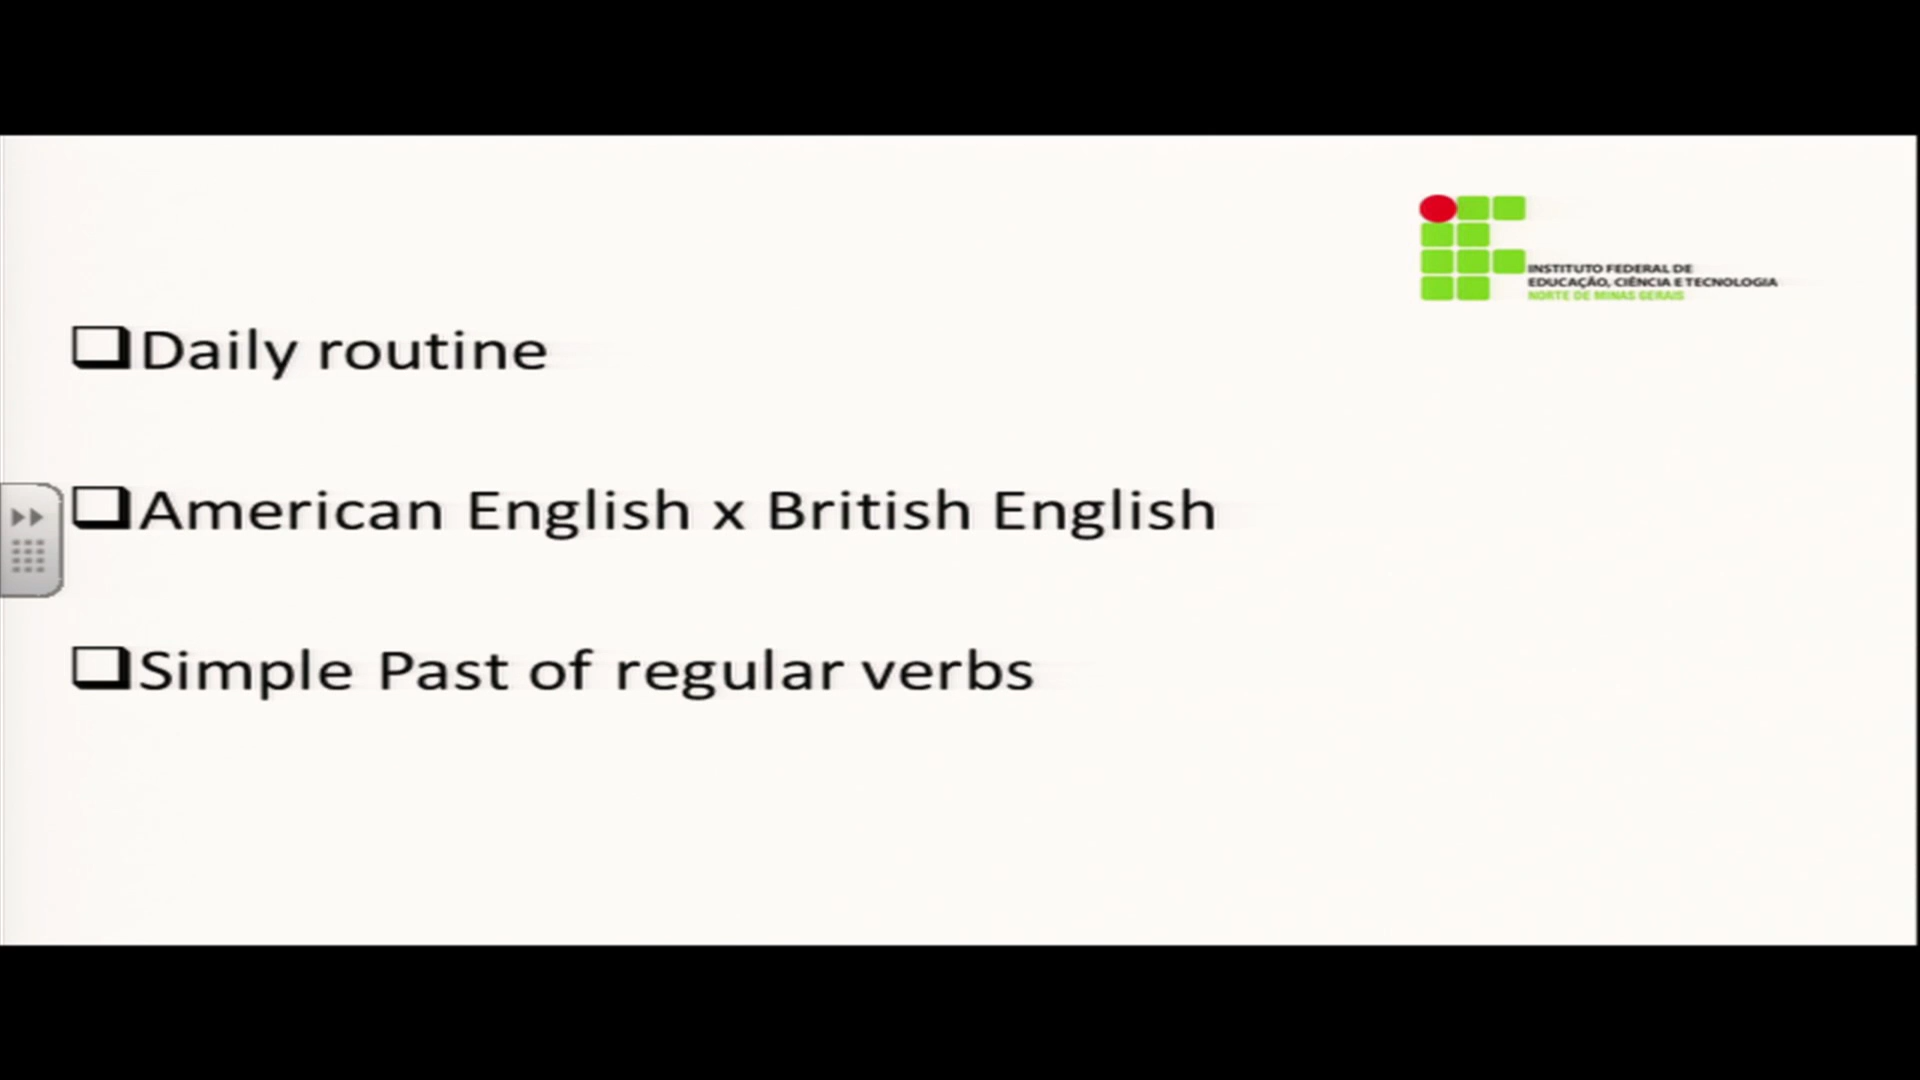 INSTITUTO FEDERAL DE
EDUCAÇÃO, CIÊNCIA E TECNOLOGIA
NORTE DE MINAS GERAIS
Daily routine
American English x British English
Simple Past of regular verbs